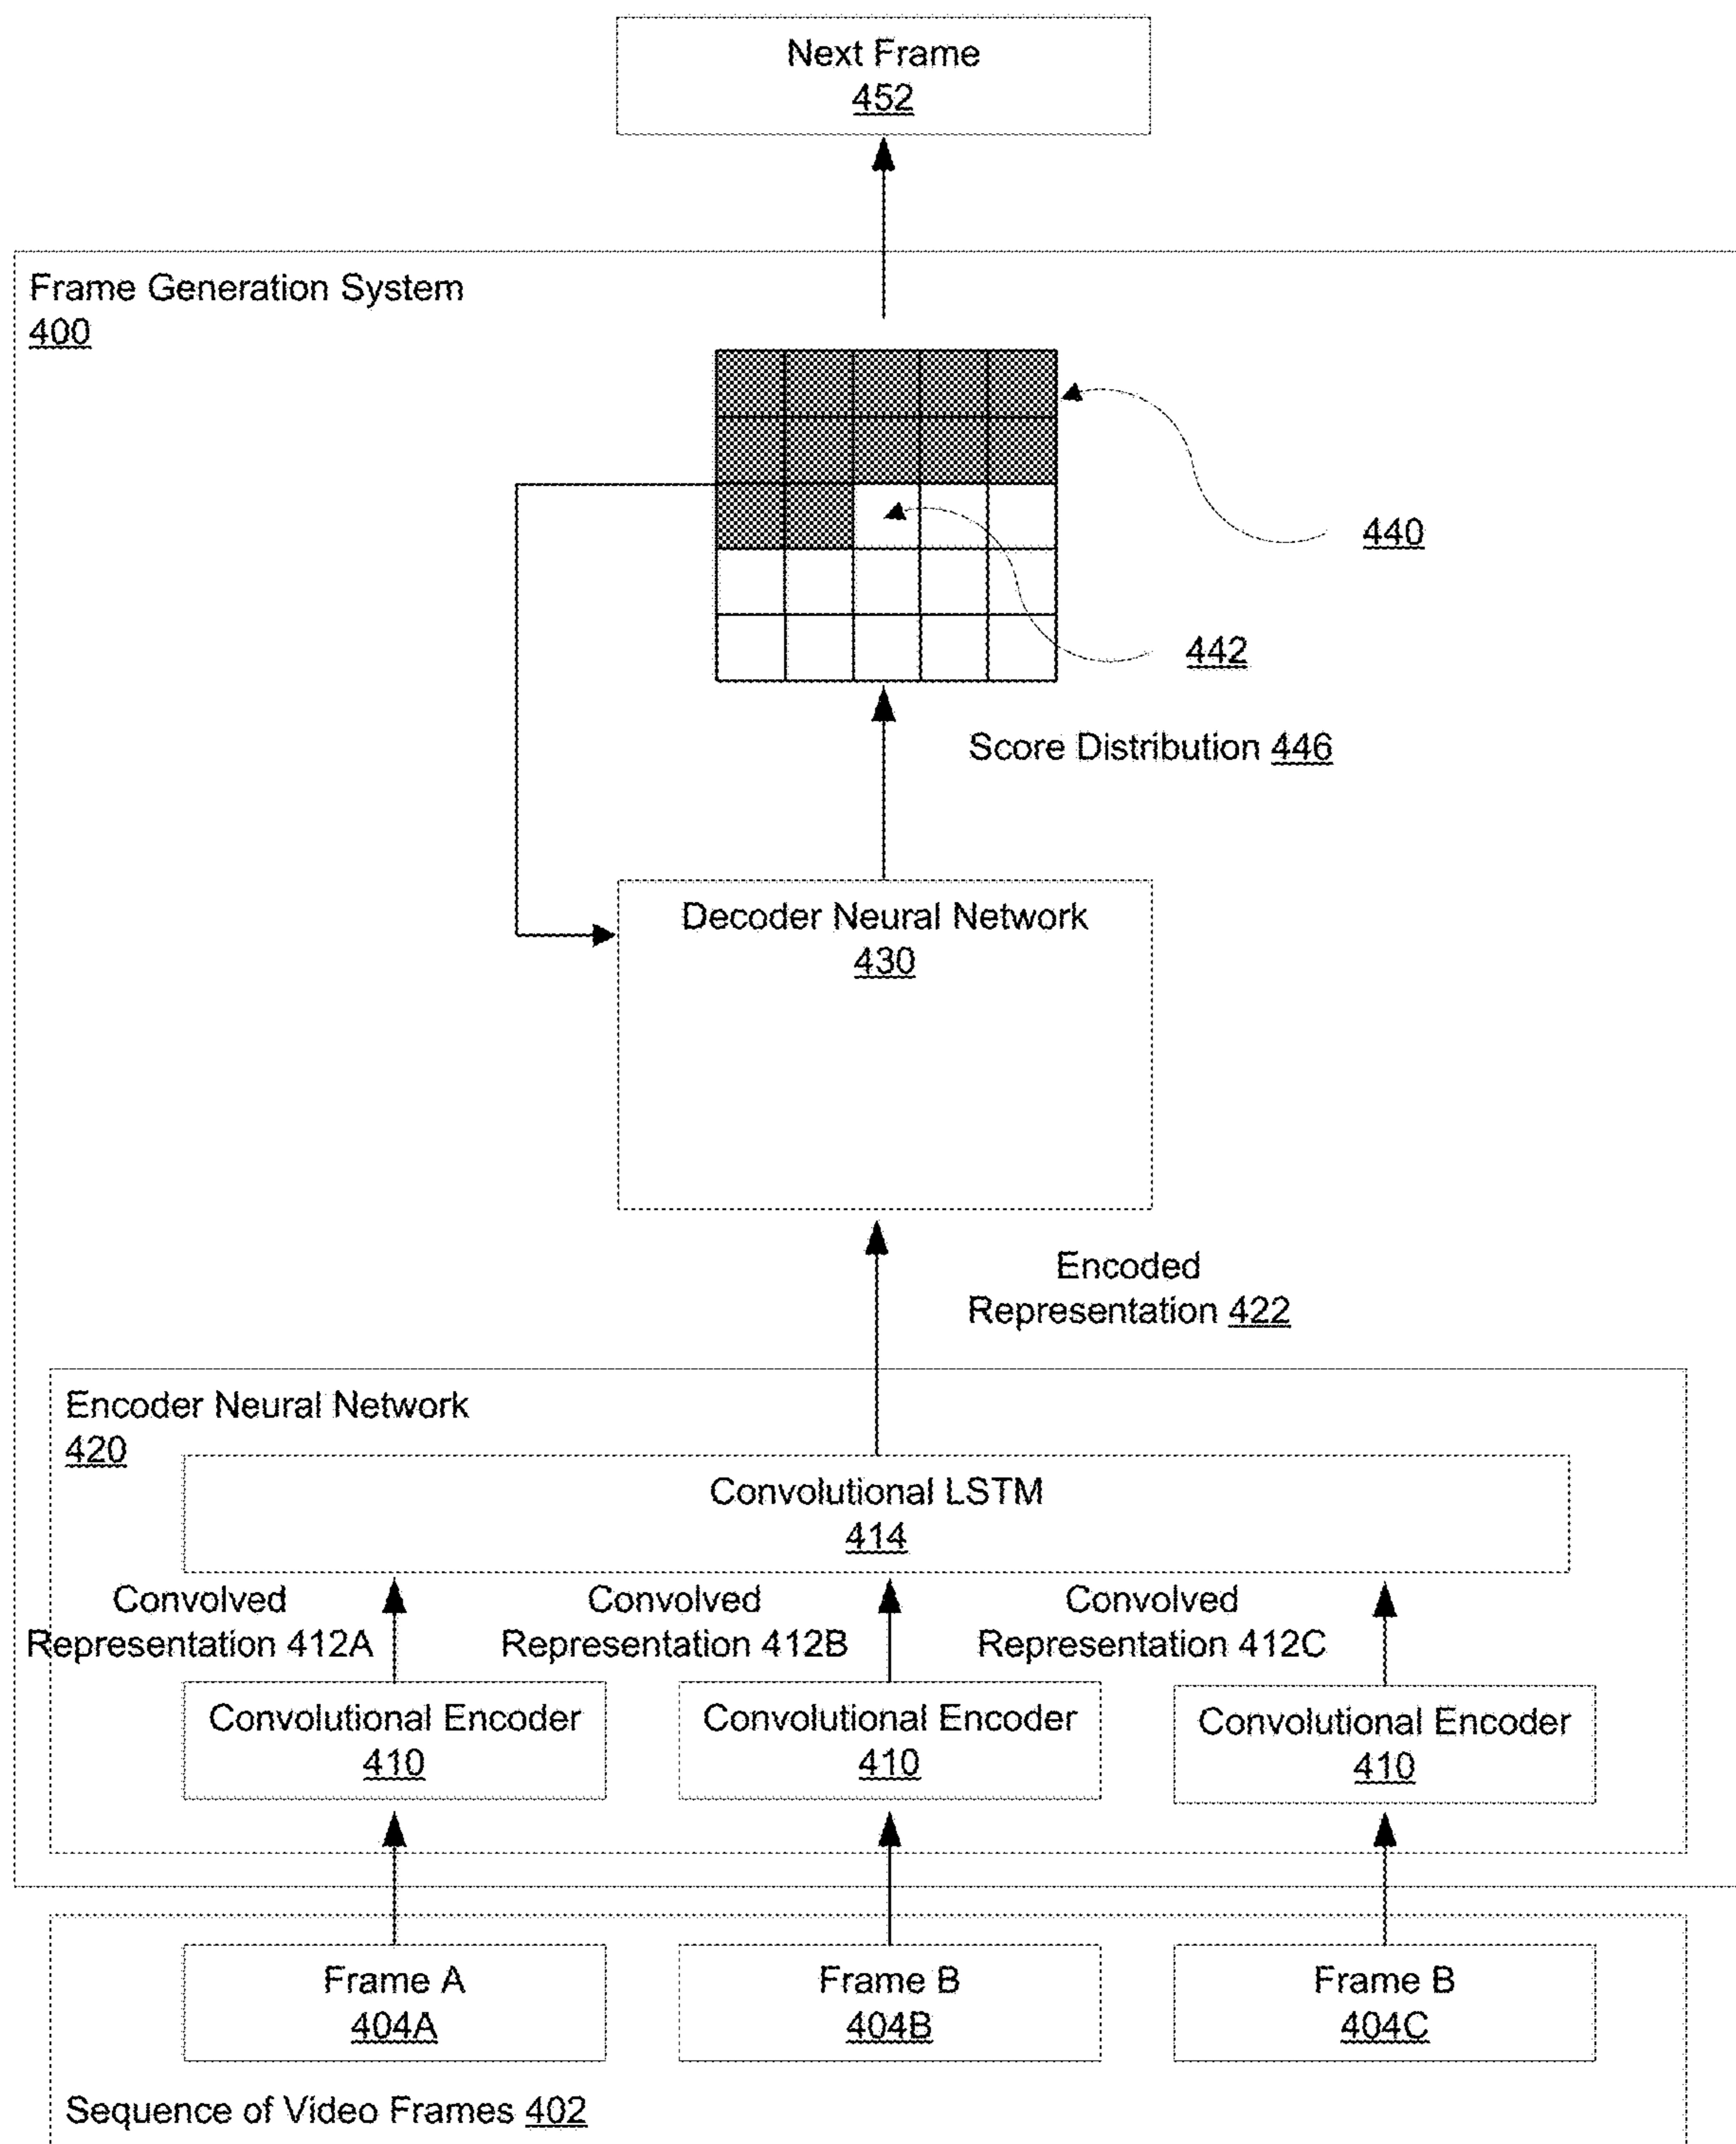 Next Frame
452
Frame Generation System
400
440
442
Score Distribution 446
Decoder Neural Network
430
Encoded
Representation 422
Encoder Neural Network
420
Convolutional LSTM
414
Convolved
Representation 412A
Convolved
Representation 412B
Convolved
Representation 412C
Convolutional Encoder
410
Convolutional Encoder
410
Convolutional Encoder
410
Frame A
404A
Frame B
404B
Frame B
404C
Sequence of Video Frames 402